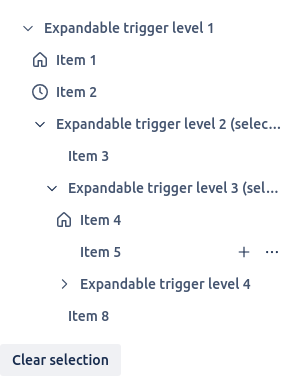 Expandable trigger level 1
Item 1
Item 2
Expandable trigger level 2 (selec...
Item 3
Expandable trigger level 3 (sel...
Item 4
Item 5
Expandable trigger level 4
Item 8
Clear selection